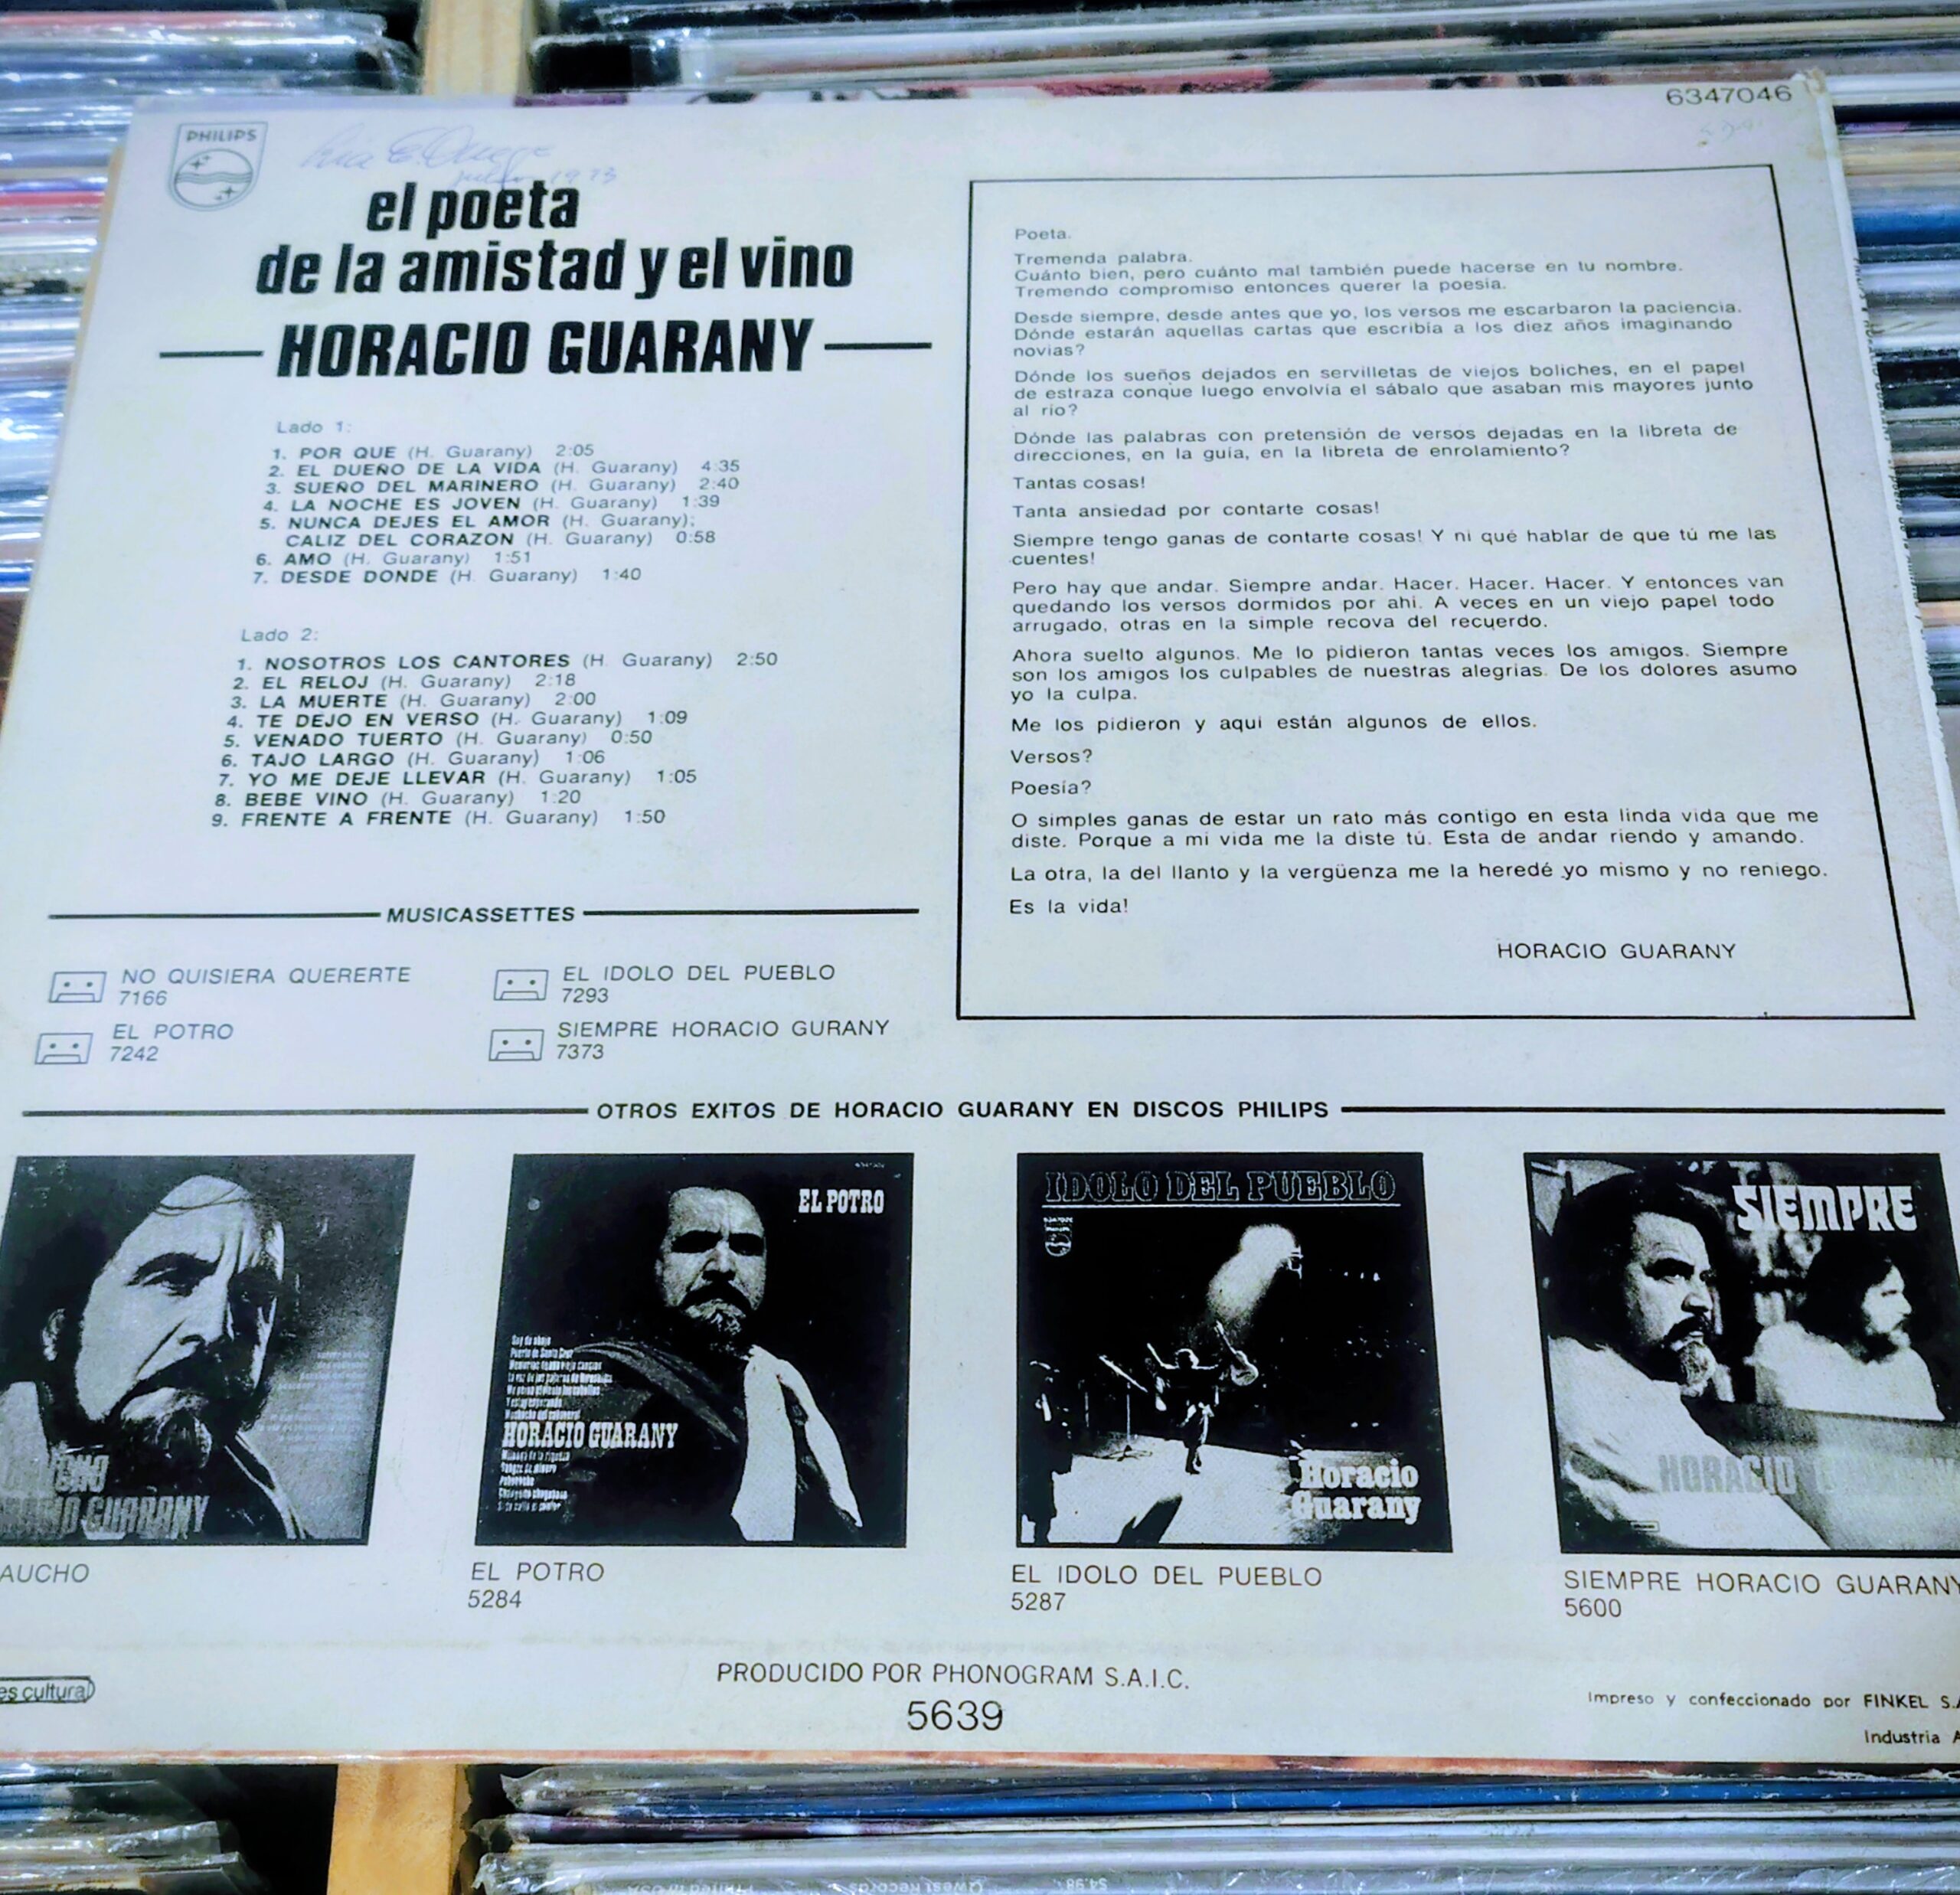 6347046
PHILIPS
1973
el poeta
de la amistad y el vino
HORACIO GUARANY
Lado 1:
1. POR QUE (H. Guarany) 2:05
2. EL DUEÑO DE LA VIDA (H. Guarany) 4:35
3. SUEÑO DEL MARINERO (H. Guarany) 2:40
4. LA NOCHE ES JOVEN (H. Guarany) 1:39
5. NUNCA DEJES EL AMOR (H. Guarany);
CALIZ DEL CORAZON (H. Guarany) 0:58
6. AMO (H. Guarany) 1:51
7. DESDE DONDE (H. Guarany) 1:40
Lado 2:
1. NOSOTROS LOS CANTORES (H. Guarany) 2:50
2. EL RELOJ (H. Guarany) 2:18
3. LA MUERTE (H. Guarany) 2:00
4. TE DEJO EN VERSO (H. Guarany) 1:09
5. VENADO TUERTO (H. Guarany) 0:50
6. TAJO LARGO (H. Guarany) 1:06
7. YO ME DEJE LLEVAR (H. Guarany) 1:05
8. BEBE VINO (H. Guarany) 1:20
9. FRENTE A FRENTE (H. Guarany) 1:50
Poeta.
Tremenda palabra.
Cuánto bien, pero cuánto mal también puede hacerse en tu nombre.
Tremendo compromiso entonces querer la poesía.
Desde siempre, desde antes que yo, los versos me escarbaron la paciencia.
Dónde estarán aquellas cartas que escribía a los diez años imaginando
novias?
Dónde los sueños dejados en servilletas de viejos boliches, en el papel
de estraza conque luego envolvía el sábalo que asaban mis mayores junto
al río?
Dónde las palabras con pretensión de versos dejadas en la libreta de
direcciones, en la guía, en la libreta de enrolamiento?
Tantas cosas!
Tanta ansiedad por contarte cosas!
Siempre tengo ganas de contarte cosas! Y ni qué hablar de que tú me las
cuentes!
Pero hay que andar. Siempre andar. Hacer. Hacer. Hacer. Y entonces van
quedando los versos dormidos por ahí. A veces en un viejo papel todo
arrugado, otras en la simple recova del recuerdo.
Ahora suelto algunos. Me lo pidieron tantas veces los amigos. Siempre
son los amigos los culpables de nuestras alegrías. De los dolores asumo
yo la culpa.
Me los pidieron y aquí están algunos de ellos.
Versos?
Poesía?
O simples ganas de estar un rato más contigo en esta linda vida que me
diste. Porque a mi vida me la diste tú. Esta de andar riendo y amando.
La otra, la del llanto y la vergüenza me la heredé yo mismo y no reniego.
Es la vida!
HORACIO GUARANY
MUSICASSETTES
NO QUISIERA QUERERTE
7166
EL IDOLO DEL PUEBLO
7293
EL POTRO
7242
SIEMPRE HORACIO GURANY
7373
OTROS EXITOS DE HORACIO GUARANY EN DISCOS PHILIPS
GUARANY
EL POTRO
Soy de abajo
Puerto de Santa Cruz
HORACIO GUARANY
IDOLO DEL PUEBLO
PHILIPS
Horacio
Guarany
SIEMPRE
HORACIO GUARANY
AUCHO
EL POTRO
5284
EL IDOLO DEL PUEBLO
5287
SIEMPRE HORACIO GUARANY
5600
es cultura
PRODUCIDO POR PHONOGRAM S.A.I.C.
5639
Impreso y confeccionado por FINKEL S.A
Industria A
Qwest Records
$4.98